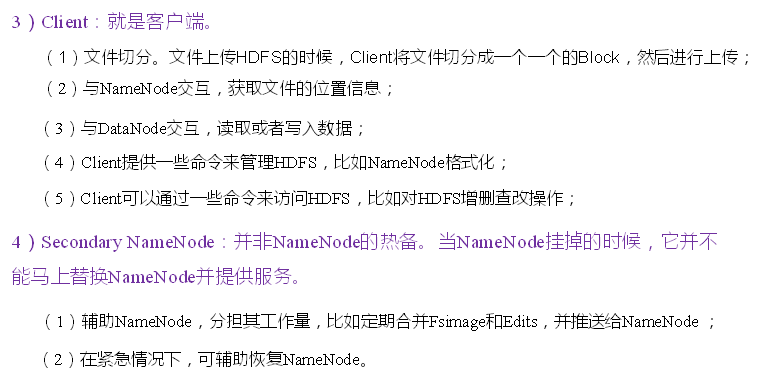 3）Client：就是客户端。
（1）文件切分。文件上传HDFS的时候，Client将文件切分成一个一个的Block，然后进行上传；
（2）与NameNode交互，获取文件的位置信息；
（3）与DataNode交互，读取或者写入数据；
（4）Client提供一些命令来管理HDFS，比如NameNode格式化；
（5）Client可以通过一些命令来访问HDFS，比如对HDFS增删查改操作；
4）Secondary NameNode：并非NameNode的热备。当NameNode挂掉的时候，它并不
能马上替换NameNode并提供服务。
（1）辅助NameNode，分担其工作量，比如定期合并Fsimage和Edits，并推送给NameNode ；
（2）在紧急情况下，可辅助恢复NameNode。